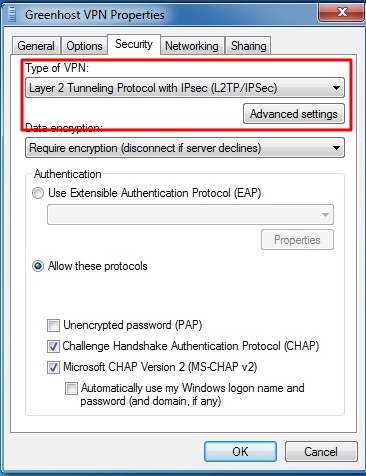 Greenhost VPN Properties
General Options Security Networking Sharing
Type of VPN:
Layer 2 Tunneling Protocol with IPsec (L2TP/IPSec)
Advanced settings
Data encryption:
Require encryption (disconnect if server declines)
Authentication
Use Extensible Authentication Protocol (EAP)
Properties
Allow these protocols
Unencrypted password (PAP)
Challenge Handshake Authentication Protocol (CHAP)
Microsoft CHAP Version 2 (MS-CHAP v2)
Automatically use my Windows logon name and
password (and domain, if any)
OK Cancel